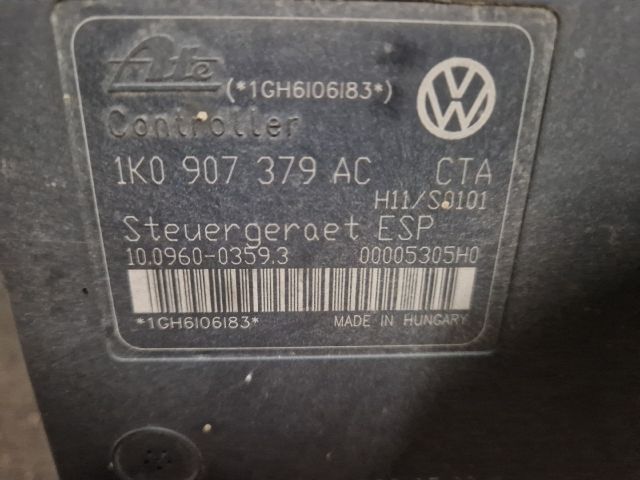 Ate (*1GH6106183*)
Controller
1K0 907 379 AC CTA
H11/S0101
Steuergeraet ESP
10.0960-0359.3 00005305H0
*1GH6106183* MADE IN HUNGARY